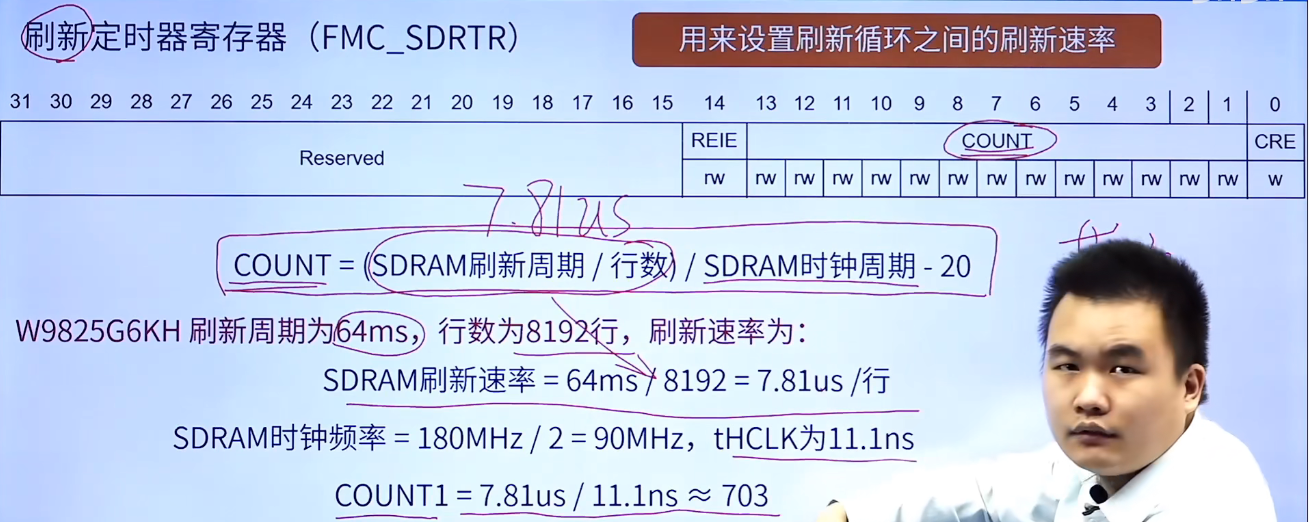 刷新定时器寄存器（FMC_SDRTR）
用来设置刷新循环之间的刷新速率
31 30 29 28 27 26 25 24 23 22 21 20 19 18 17 16 15 14 13 12 11 10 9 8 7 6 5 4 3 2 1 0
Reserved REIE COUNT CRE
rw rw rw rw rw rw rw rw rw rw rw rw rw rw w
7.81us
COUNT = (SDRAM刷新周期 / 行数) / SDRAM时钟周期 - 20
W9825G6KH 刷新周期为64ms，行数为8192行，刷新速率为：
SDRAM刷新速率 = 64ms / 8192 = 7.81us /行
SDRAM时钟频率 = 180MHz / 2 = 90MHz，tHCLK为11.1ns
COUNT1 = 7.81us / 11.1ns ≈ 703